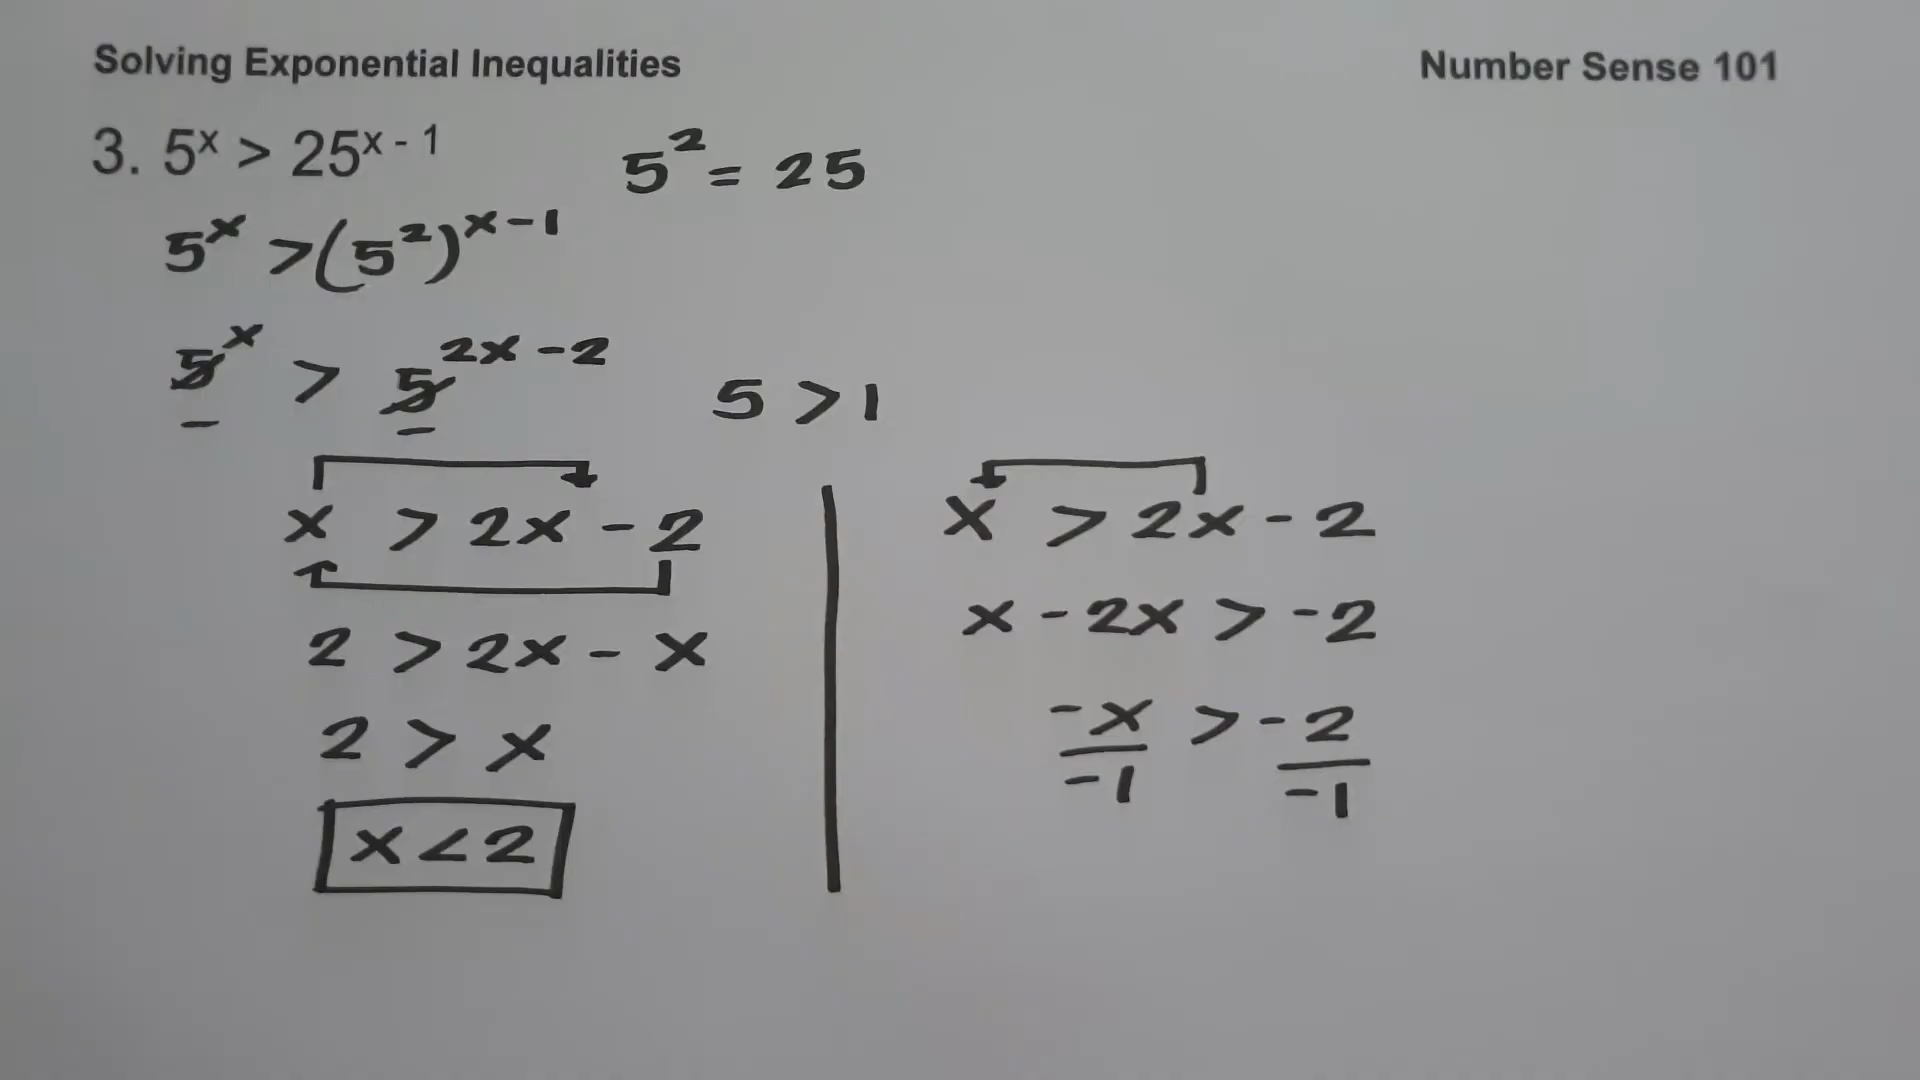 Solving Exponential Inequalities
Number Sense 101
3. 5ˣ > 25ˣ ⁻ ¹
5² = 25
5ˣ > (5²)ˣ⁻¹
5ˣ > 5²ˣ⁻²
5 > 1
x > 2x - 2
2 > 2x - x
2 > x
x < 2
x > 2x - 2
x - 2x > -2
-x/-1 > -2/-1